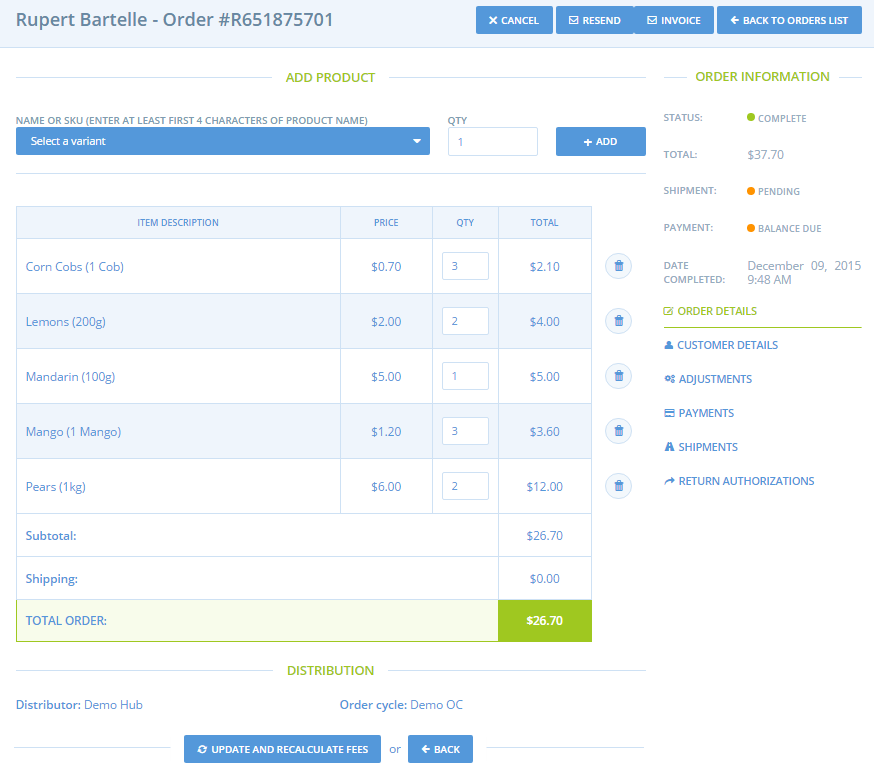 Rupert Bartelle - Order #R651875701
CANCEL
RESEND
INVOICE
BACK TO ORDERS LIST
ADD PRODUCT
NAME OR SKU (ENTER AT LEAST FIRST 4 CHARACTERS OF PRODUCT NAME)
QTY
Select a variant
1
ADD
ITEM DESCRIPTION PRICE QTY TOTAL
Corn Cobs (1 Cob) $0.70 3 $2.10
Lemons (200g) $2.00 2 $4.00
Mandarin (100g) $5.00 1 $5.00
Mango (1 Mango) $1.20 3 $3.60
Pears (1kg) $6.00 2 $12.00
Subtotal: $26.70
Shipping: $0.00
TOTAL ORDER: $26.70
DISTRIBUTION
Distributor: Demo Hub Order cycle: Demo OC
UPDATE AND RECALCULATE FEES or BACK
ORDER INFORMATION
STATUS: COMPLETE
TOTAL: $37.70
SHIPMENT: PENDING
PAYMENT: BALANCE DUE
DATE COMPLETED: December 09, 2015
9:48 AM
ORDER DETAILS
CUSTOMER DETAILS
ADJUSTMENTS
PAYMENTS
SHIPMENTS
RETURN AUTHORIZATIONS